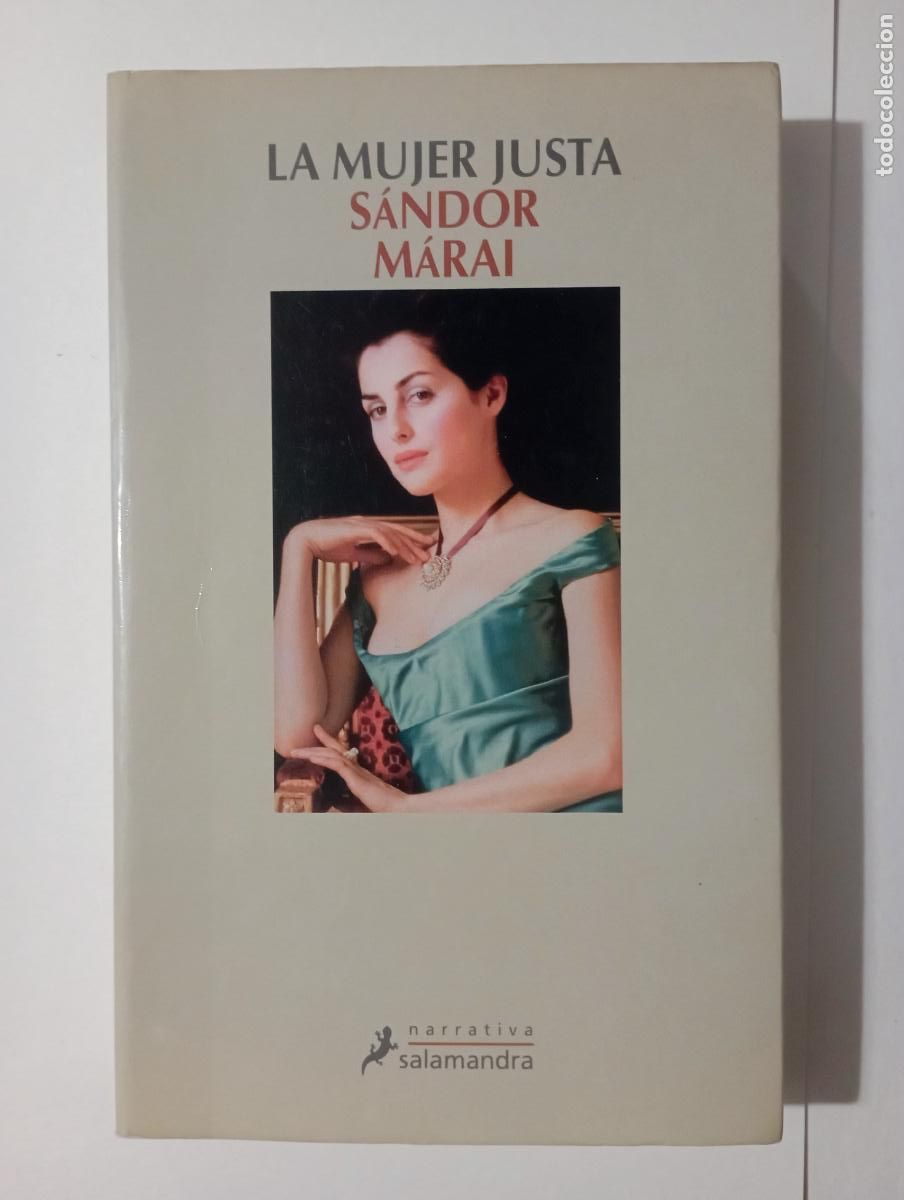 LA MUJER JUSTA
SÁNDOR
MÁRAI
narrativa
salamandra
todocoleccion